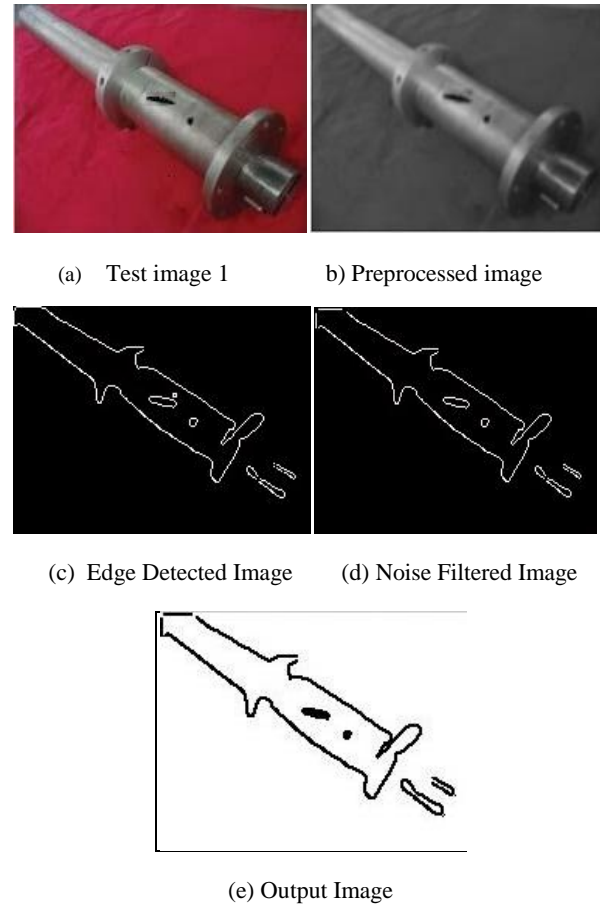 (a) Test image 1
b) Preprocessed image
(c) Edge Detected Image
(d) Noise Filtered Image
(e) Output Image